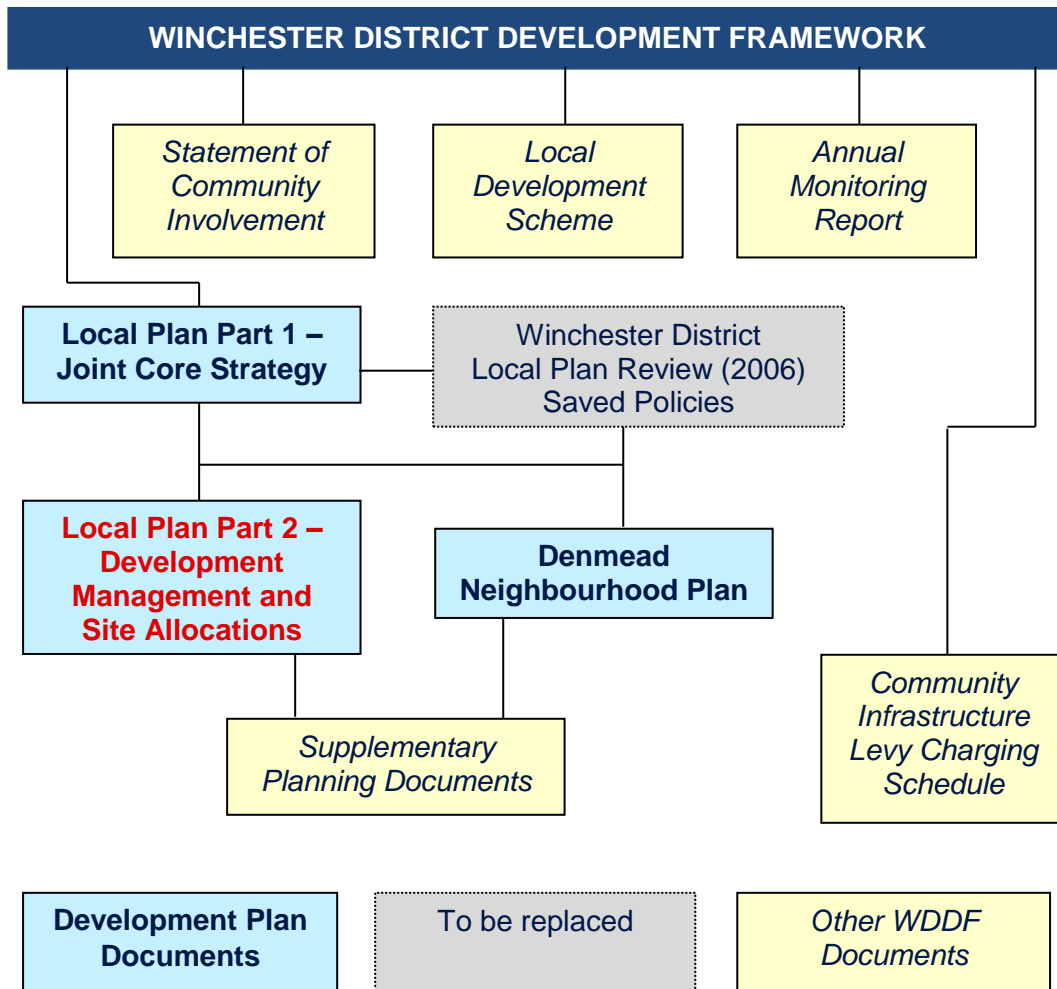 WINCHESTER DISTRICT DEVELOPMENT FRAMEWORK
Statement of
Community
Involvement
Local
Development
Scheme
Annual
Monitoring
Report
Local Plan Part 1 –
Joint Core Strategy
Winchester District
Local Plan Review (2006)
Saved Policies
Local Plan Part 2 –
Development
Management and
Site Allocations
Denmead
Neighbourhood Plan
Community
Infrastructure
Levy Charging
Schedule
Supplementary
Planning Documents
Development Plan
Documents
To be replaced
Other WDDF
Documents